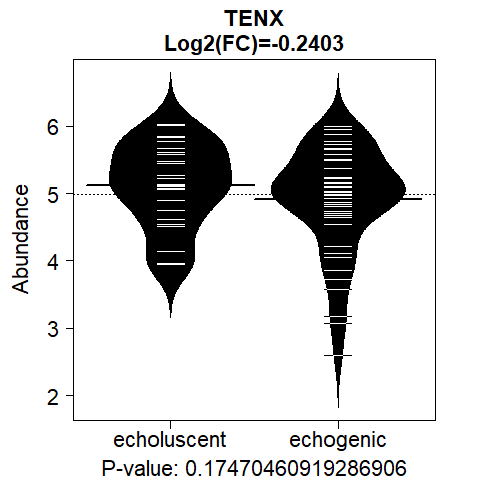 TENX
Log2(FC)=-0.2403
Abundance
6
5
4
3
2
echoluscent echogenic
P-value: 0.17470460919286906